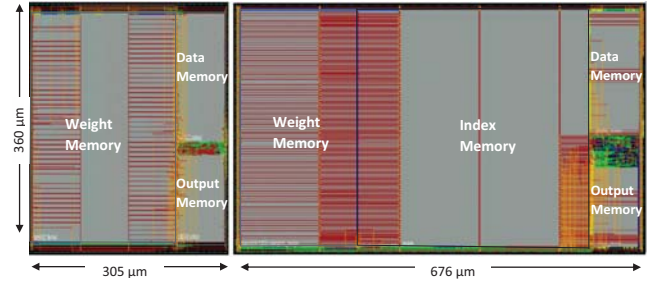 360 µm
Weight
Memory
Data
Memory
Output
Memory
305 µm
Weight
Memory
Index
Memory
Data
Memory
Output
Memory
676 µm